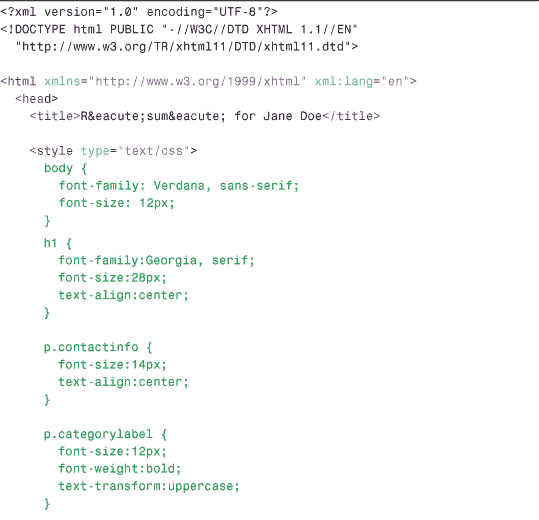 <?xml version="1.0" encoding="UTF-8"?>
<!DOCTYPE html PUBLIC "-//W3C//DTD XHTML 1.1//EN"
"http://www.w3.org/TR/xhtml11/DTD/xhtml11.dtd">
<html xmlns="http://www.w3.org/1999/xhtml" xml:lang="en">
<head>
<title>R&eacute;sum&eacute; for Jane Doe</title>
<style type="text/css">
body {
font-family: Verdana, sans-serif;
font-size: 12px;
}
h1 {
font-family:Georgia, serif;
font-size:28px;
text-align:center;
}
p.contactinfo {
font-size:14px;
text-align:center;
}
p.categorylabel {
font-size:12px;
font-weight:bold;
text-transform:uppercase;
}